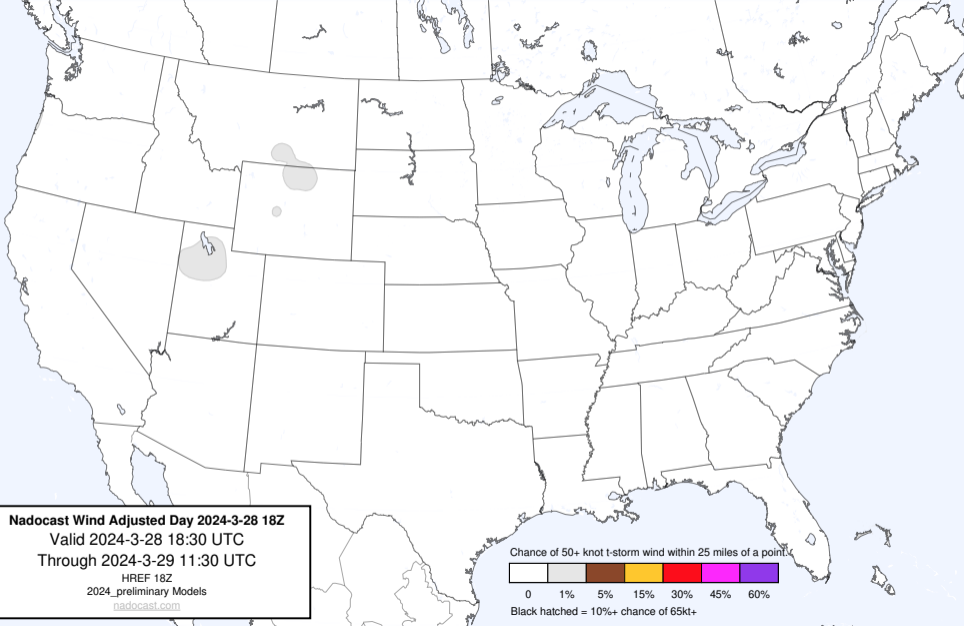 Nadocast Wind Adjusted Day 2024-3-28 18Z
Valid 2024-3-28 18:30 UTC
Through 2024-3-29 11:30 UTC
HREF 18Z
2024_preliminary Models
nadocast.com
Chance of 50+ knot t-storm wind within 25 miles of a point.
0 1% 5% 15% 30% 45% 60%
Black hatched = 10%+ chance of 65kt+